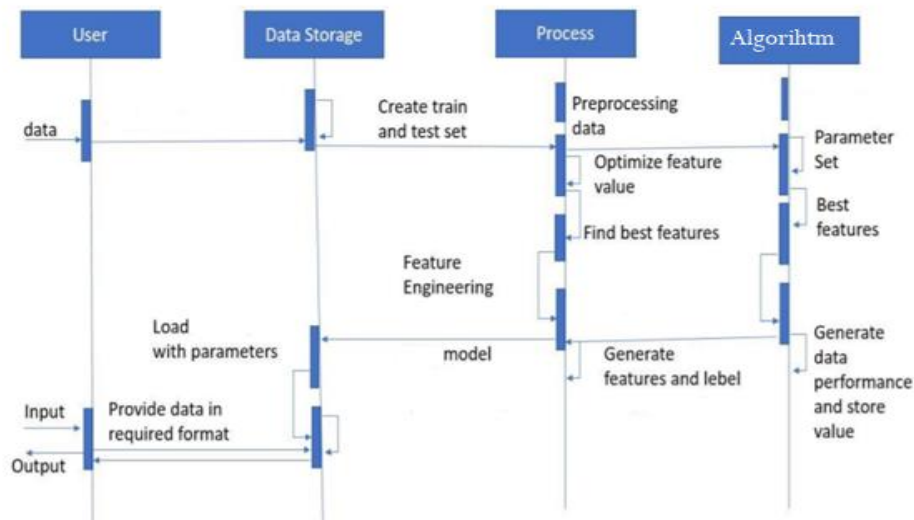 User
Data Storage
Process
Algorihtm
data
Create train
and test set
Preprocessing
data
Parameter
Set
Optimize feature
value
Best
features
Find best features
Feature
Engineering
Load
with parameters
model
Generate
features and lebel
Generate
data
performance
and store
value
Input
Provide data in
required format
Output